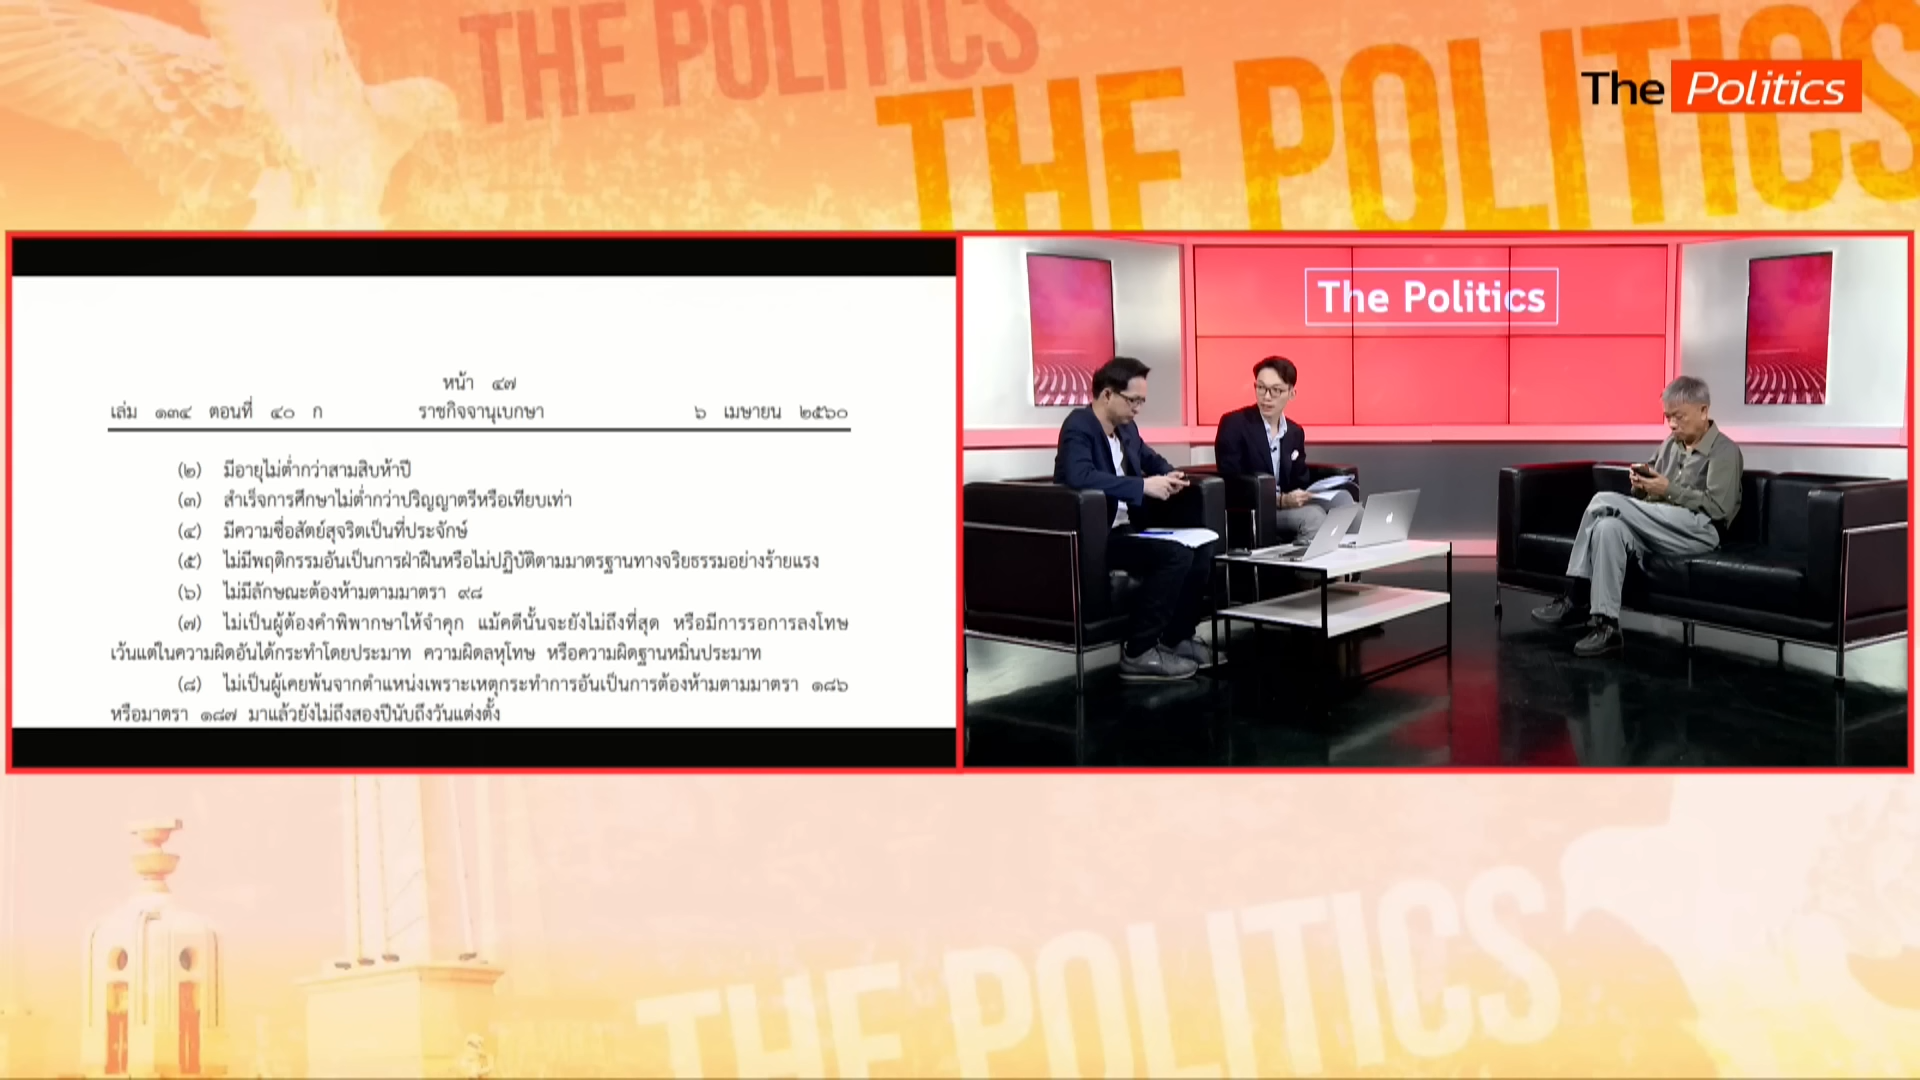 THE POLITICS
THE POLITICS
The Politics
หน้า ๔๗
เล่ม ๑๓๔ ตอนที่ ๔๐ ก ราชกิจจานุเบกษา ๖ เมษายน ๒๕๖๐
(๒) มีอายุไม่ต่ำกว่าสามสิบห้าปี
(๓) สำเร็จการศึกษาไม่ต่ำกว่าปริญญาตรีหรือเทียบเท่า
(๔) มีความซื่อสัตย์สุจริตเป็นที่ประจักษ์
(๕) ไม่มีพฤติกรรมอันเป็นการฝ่าฝืนหรือไม่ปฏิบัติตามมาตรฐานทางจริยธรรมอย่างร้ายแรง
(๖) ไม่มีลักษณะต้องห้ามตามมาตรา ๙๘
(๗) ไม่เป็นผู้ต้องคำพิพากษาให้จำคุก แม้คดีนั้นจะยังไม่ถึงที่สุด หรือมีการรอการลงโทษ
เว้นแต่ในความผิดอันได้กระทำโดยประมาท ความผิดลหุโทษ หรือความผิดฐานหมิ่นประมาท
(๘) ไม่เป็นผู้เคยพ้นจากตำแหน่งเพราะเหตุกระทำการอันเป็นการต้องห้ามตามมาตรา ๑๘๖
หรือมาตรา ๑๘๗ มาแล้วยังไม่ถึงสองปีนับถึงวันแต่งตั้ง
The Politics
THE POLITICS